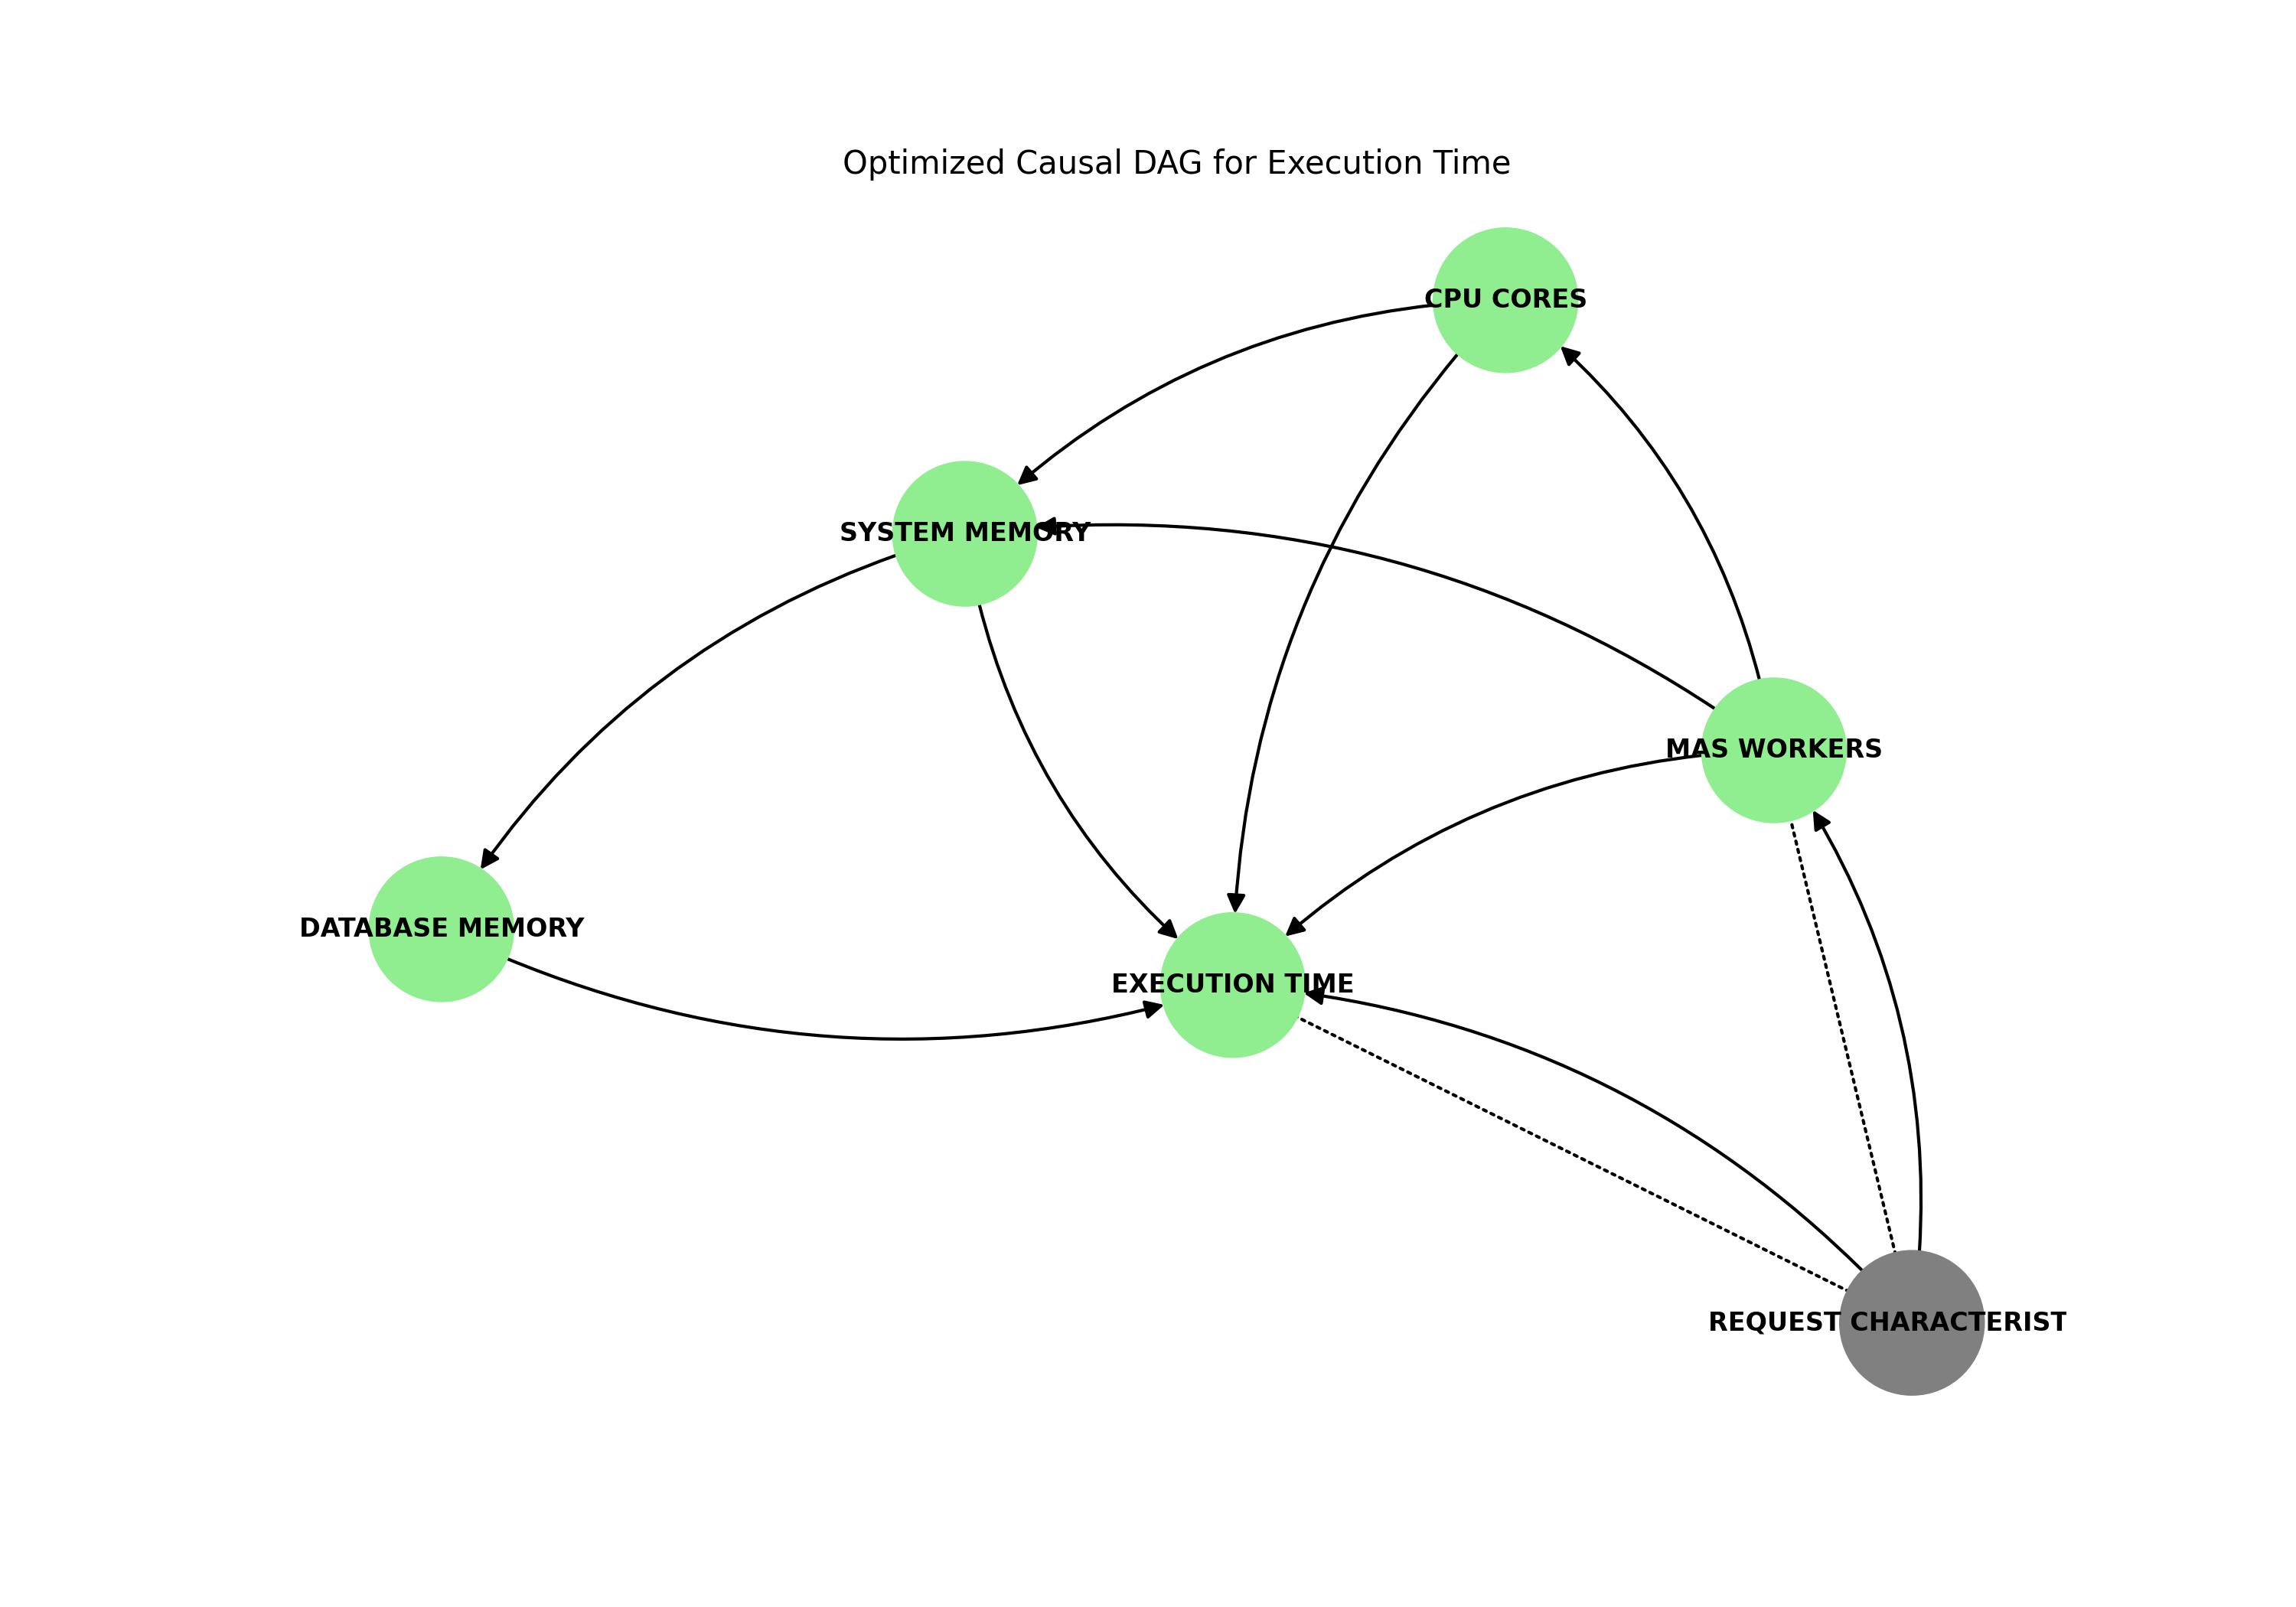 Optimized Causal DAG for Execution Time
CPU CORES
SYSTEM MEMORY
MAS WORKERS
DATABASE MEMORY
EXECUTION TIME
REQUEST CHARACTERIST